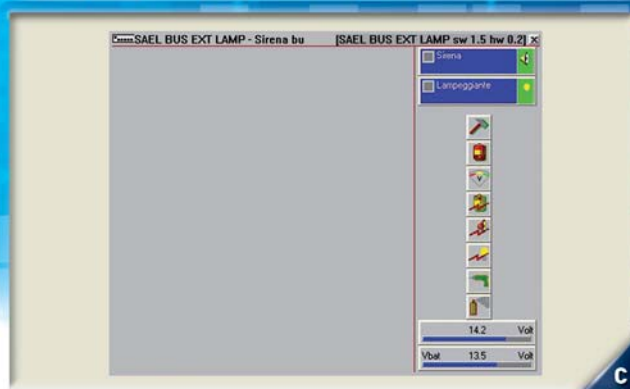 SAEL BUS EXT LAMP - Sirena bu [SAEL BUS EXT LAMP sw 1.5 hw 0.2]
Sirena
Lampeggiante
14.2 Volt
Vbat 13.5 Volt
C